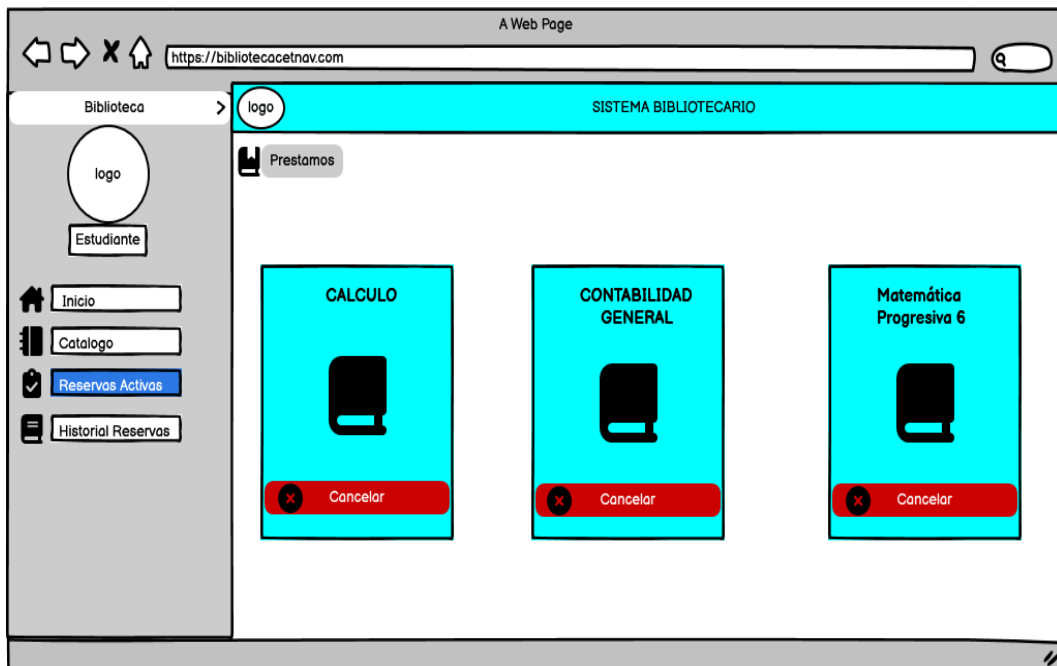 A Web Page
https://bibliotecacetnav.com
Biblioteca
logo
SISTEMA BIBLIOTECARIO
Prestamos
logo
Estudiante
Inicio
Catalogo
Reservas Activas
Historial Reservas
CALCULO
Cancelar
CONTABILIDAD
GENERAL
Cancelar
Matemática
Progresiva 6
Cancelar